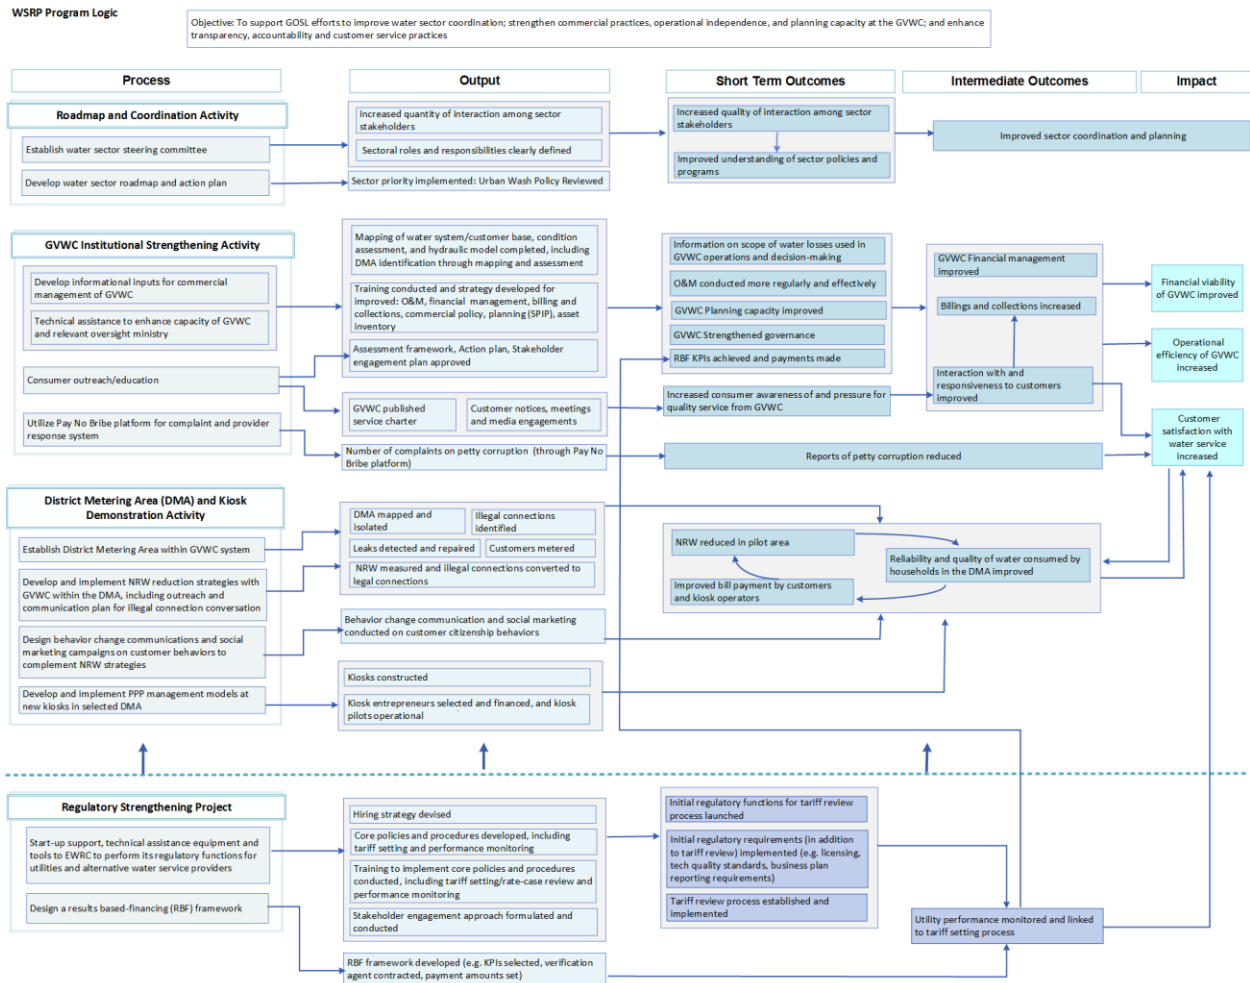 WSRP Program Logic
Objective: To support GOSL efforts to improve water sector coordination; strengthen commercial practices, operational independence, and planning capacity at the GVWC; and enhance
transparency, accountability and customer service practices
Process
Output
Short Term Outcomes
Intermediate Outcomes
Impact
Roadmap and Coordination Activity
Establish water sector steering committee
Develop water sector roadmap and action plan
Increased quantity of interaction among sector
stakeholders
Sectoral roles and responsibilities clearly defined
Sector priority implemented: Urban Wash Policy Reviewed
Increased quality of interaction among sector
stakeholders
Improved understanding of sector policies and
programs
Improved sector coordination and planning
GVWC Institutional Strengthening Activity
Develop informational inputs for commercial
management of GVWC
Technical assistance to enhance capacity of GVWC
and relevant oversight ministry
Consumer outreach/education
Utilize Pay No Bribe platform for complaint and provider
response system
Mapping of water system/customer base, condition
assessment, and hydraulic model completed, including
DMA identification through mapping and assessment
Training conducted and strategy developed for
improved: O&M, financial management, billing and
collections, commercial policy, planning (SPIP), asset
inventory
Assessment framework, Action plan, Stakeholder
engagement plan approved
GVWC published
service charter
Customer notices, meetings
and media engagements
Number of complaints on petty corruption (through Pay No
Bribe platform)
Information on scope of water losses used in
GVWC operations and decision-making
O&M conducted more regularly and effectively
GVWC Planning capacity improved
GVWC Strengthened governance
RBF KPIs achieved and payments made
Increased consumer awareness of and pressure for
quality service from GVWC
Reports of petty corruption reduced
GVWC Financial management
improved
Billings and collections increased
Interaction with and
responsiveness to customers
improved
Financial viability
of GVWC improved
Operational
efficiency of GVWC
increased
Customer
satisfaction with
water service
increased
District Metering Area (DMA) and Kiosk
Demonstration Activity
Establish District Metering Area within GVWC system
Develop and implement NRW reduction strategies with
GVWC within the DMA, including outreach and
communication plan for illegal connection conversation
Design behavior change communications and social
marketing campaigns on customer behaviors to
complement NRW strategies
Develop and implement PPP management models at
new kiosks in selected DMA
DMA mapped and
isolated
Illegal connections
identified
Leaks detected and repaired
Customers metered
NRW measured and illegal connections converted to
legal connections
Behavior change communication and social marketing
conducted on customer citizenship behaviors
Kiosks constructed
Kiosk entrepreneurs selected and financed, and kiosk
pilots operational
NRW reduced in pilot area
Reliability and quality of water consumed by
households in the DMA improved
Improved bill payment by customers
and kiosk operators
Regulatory Strengthening Project
Start-up support, technical assistance equipment and
tools to EWRC to perform its regulatory functions for
utilities and alternative water service providers
Design a results based-financing (RBF) framework
Hiring strategy devised
Core policies and procedures developed, including
tariff setting and performance monitoring
Training to implement core policies and procedures
conducted, including tariff setting/rate-case review and
performance monitoring
Stakeholder engagement approach formulated and
conducted
RBF framework developed (e.g. KPIs selected, verification
agent contracted, payment amounts set)
Initial regulatory functions for tariff review
process launched
Initial regulatory requirements (in addition
to tariff review) implemented (e.g. licensing,
tech quality standards, business plan
reporting requirements)
Tariff review process established and
implemented
Utility performance monitored and linked
to tariff setting process